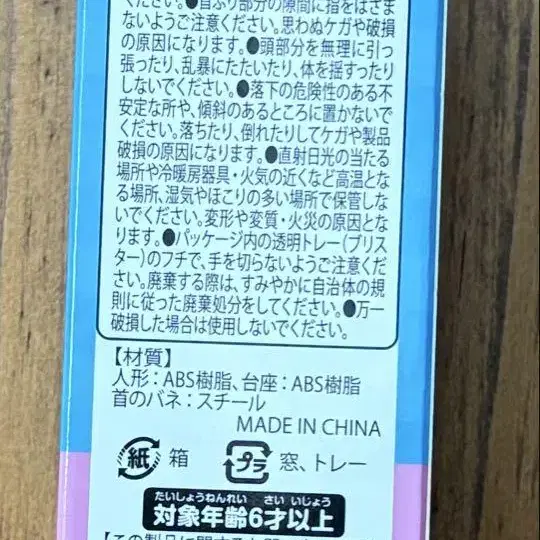 ください。●首ふり部分の隙間に指をはさま
ないようご注意ください。思わぬケガや破損
の原因になります。●頭部分を無理に引っ
張ったり、乱暴にたたいたり、体を揺すったり
しないでください。●落下の危険性のある不
安定な所や、傾斜のあるところに置かないで
ください。落ちたり、倒れたりしてケガや製品
破損の原因になります。●直射日光の当たる
場所や冷暖房器具・火気の近くなど高温とな
る場所、湿気やほこりの多い場所で保管しな
いでください。変形や変質・火災の原因とな
ります。●パッケージ内の透明トレー(ブリス
ター)のフチで、手を切らないようご注意くだ
さい。廃棄する際は、すみやかに自治体の規
則に従った廃棄処分をしてください。●万一
破損した場合は使用しないでください。
【材質】
人形:ABS樹脂、台座:ABS樹脂
首のバネ:スチール
MADE IN CHINA
紙 箱 プラ 窓、トレー
たいしょうねんれい さい いじょう
対象年齢6才以上
【この製品に関するお問